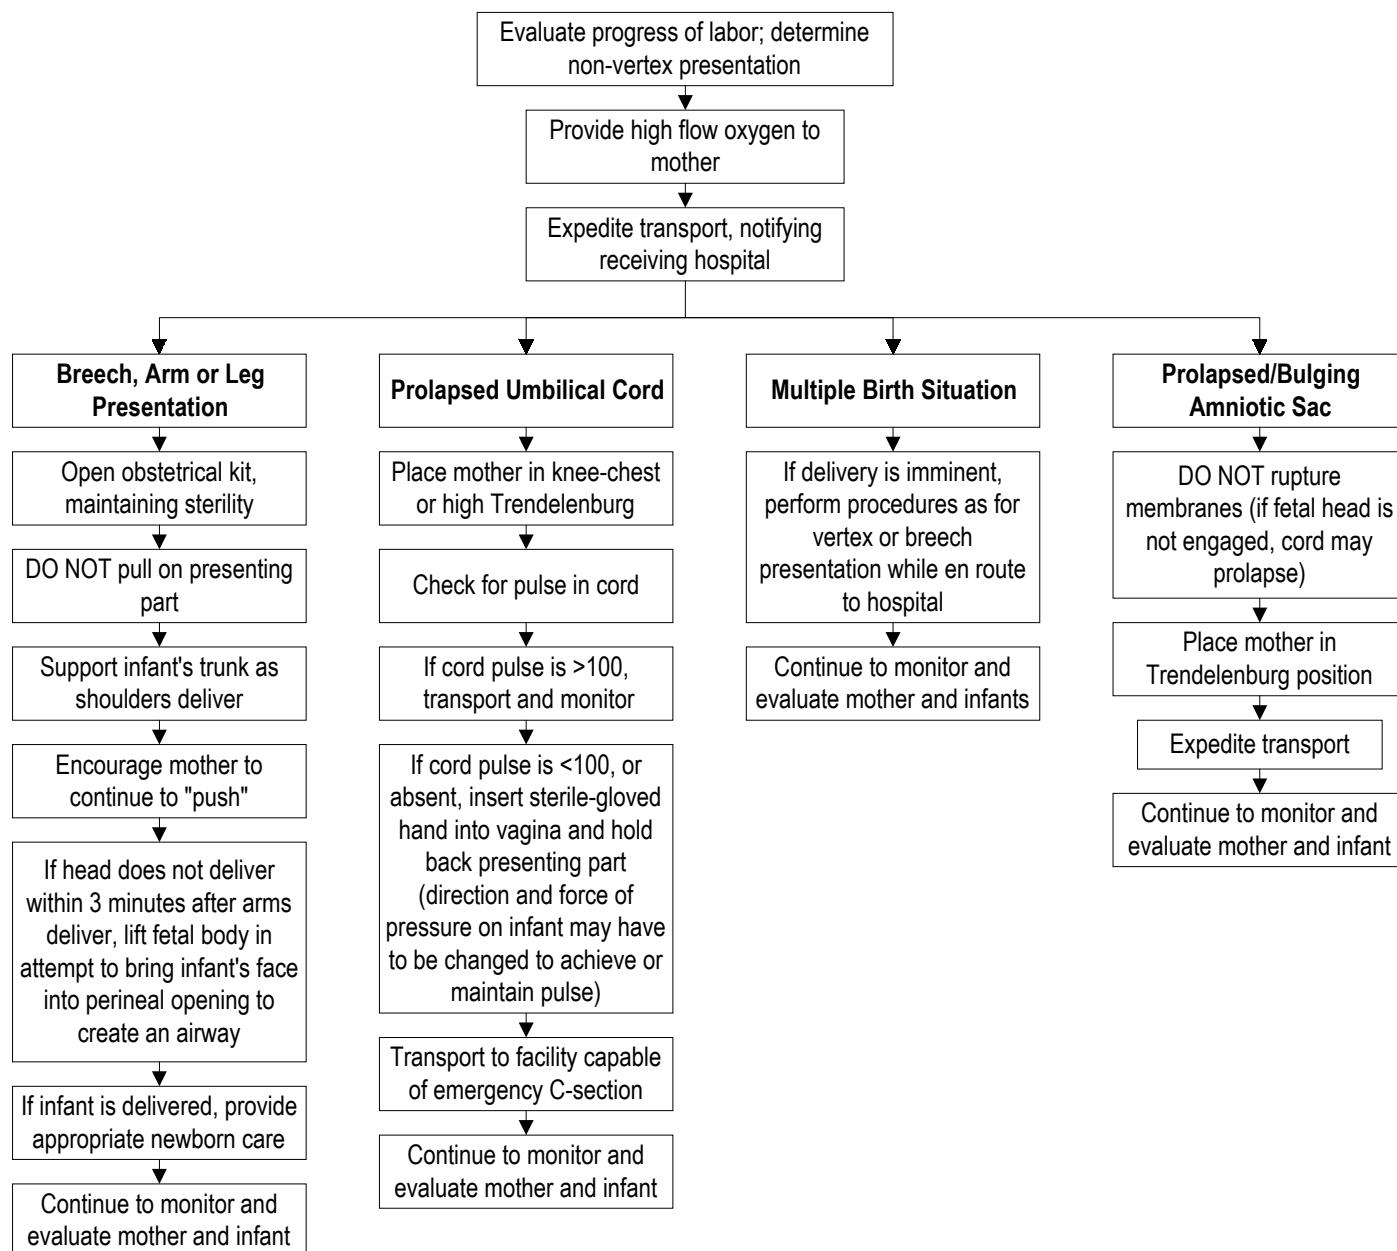 Evaluate progress of labor; determine
non-vertex presentation
Provide high flow oxygen to
mother
Expedite transport, notifying
receiving hospital
Breech, Arm or Leg
Presentation
Open obstetrical kit,
maintaining sterility
DO NOT pull on presenting
part
Support infant's trunk as
shoulders deliver
Encourage mother to
continue to "push"
If head does not deliver
within 3 minutes after arms
deliver, lift fetal body in
attempt to bring infant's face
into perineal opening to
create an airway
If infant is delivered, provide
appropriate newborn care
Continue to monitor and
evaluate mother and infant
Prolapsed Umbilical Cord
Place mother in knee-chest
or high Trendelenburg
Check for pulse in cord
If cord pulse is >100,
transport and monitor
If cord pulse is <100, or
absent, insert sterile-gloved
hand into vagina and hold
back presenting part
(direction and force of
pressure on infant may have
to be changed to achieve or
maintain pulse)
Transport to facility capable
of emergency C-section
Continue to monitor and
evaluate mother and infant
Multiple Birth Situation
If delivery is imminent,
perform procedures as for
vertex or breech
presentation while en route
to hospital
Continue to monitor and
evaluate mother and infants
Prolapsed/Bulging
Amniotic Sac
DO NOT rupture
membranes (if fetal head is
not engaged, cord may
prolapse)
Place mother in
Trendelenburg position
Expedite transport
Continue to monitor and
evaluate mother and infant